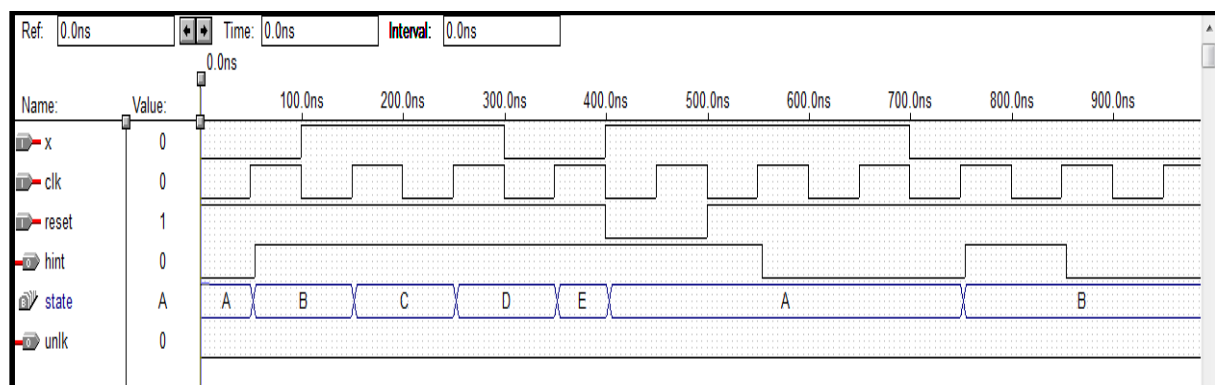 Ref: 0.0ns Time: 0.0ns Interval: 0.0ns
0.0ns
Name: Value: 100.0ns 200.0ns 300.0ns 400.0ns 500.0ns 600.0ns 700.0ns 800.0ns 900.0ns
x 0
clk 0
reset 1
hint 0
state A A B C D E A B
unlk 0